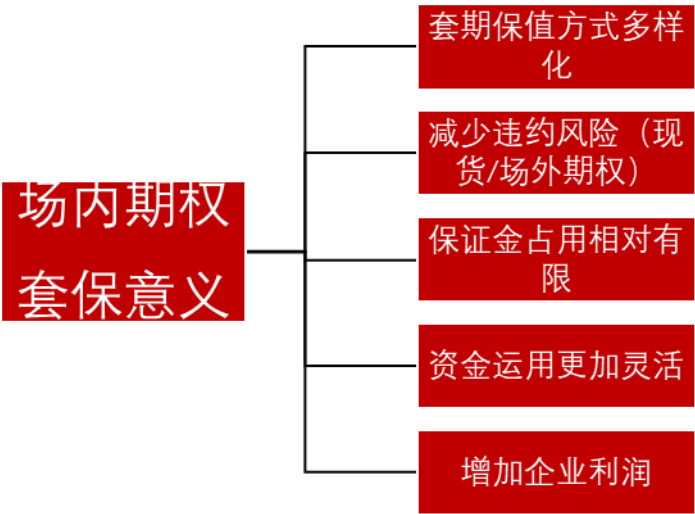 场内期权
套保意义
套期保值方式多样
化
减少违约风险（现
货/场外期权）
保证金占用相对有
限
资金运用更加灵活
增加企业利润